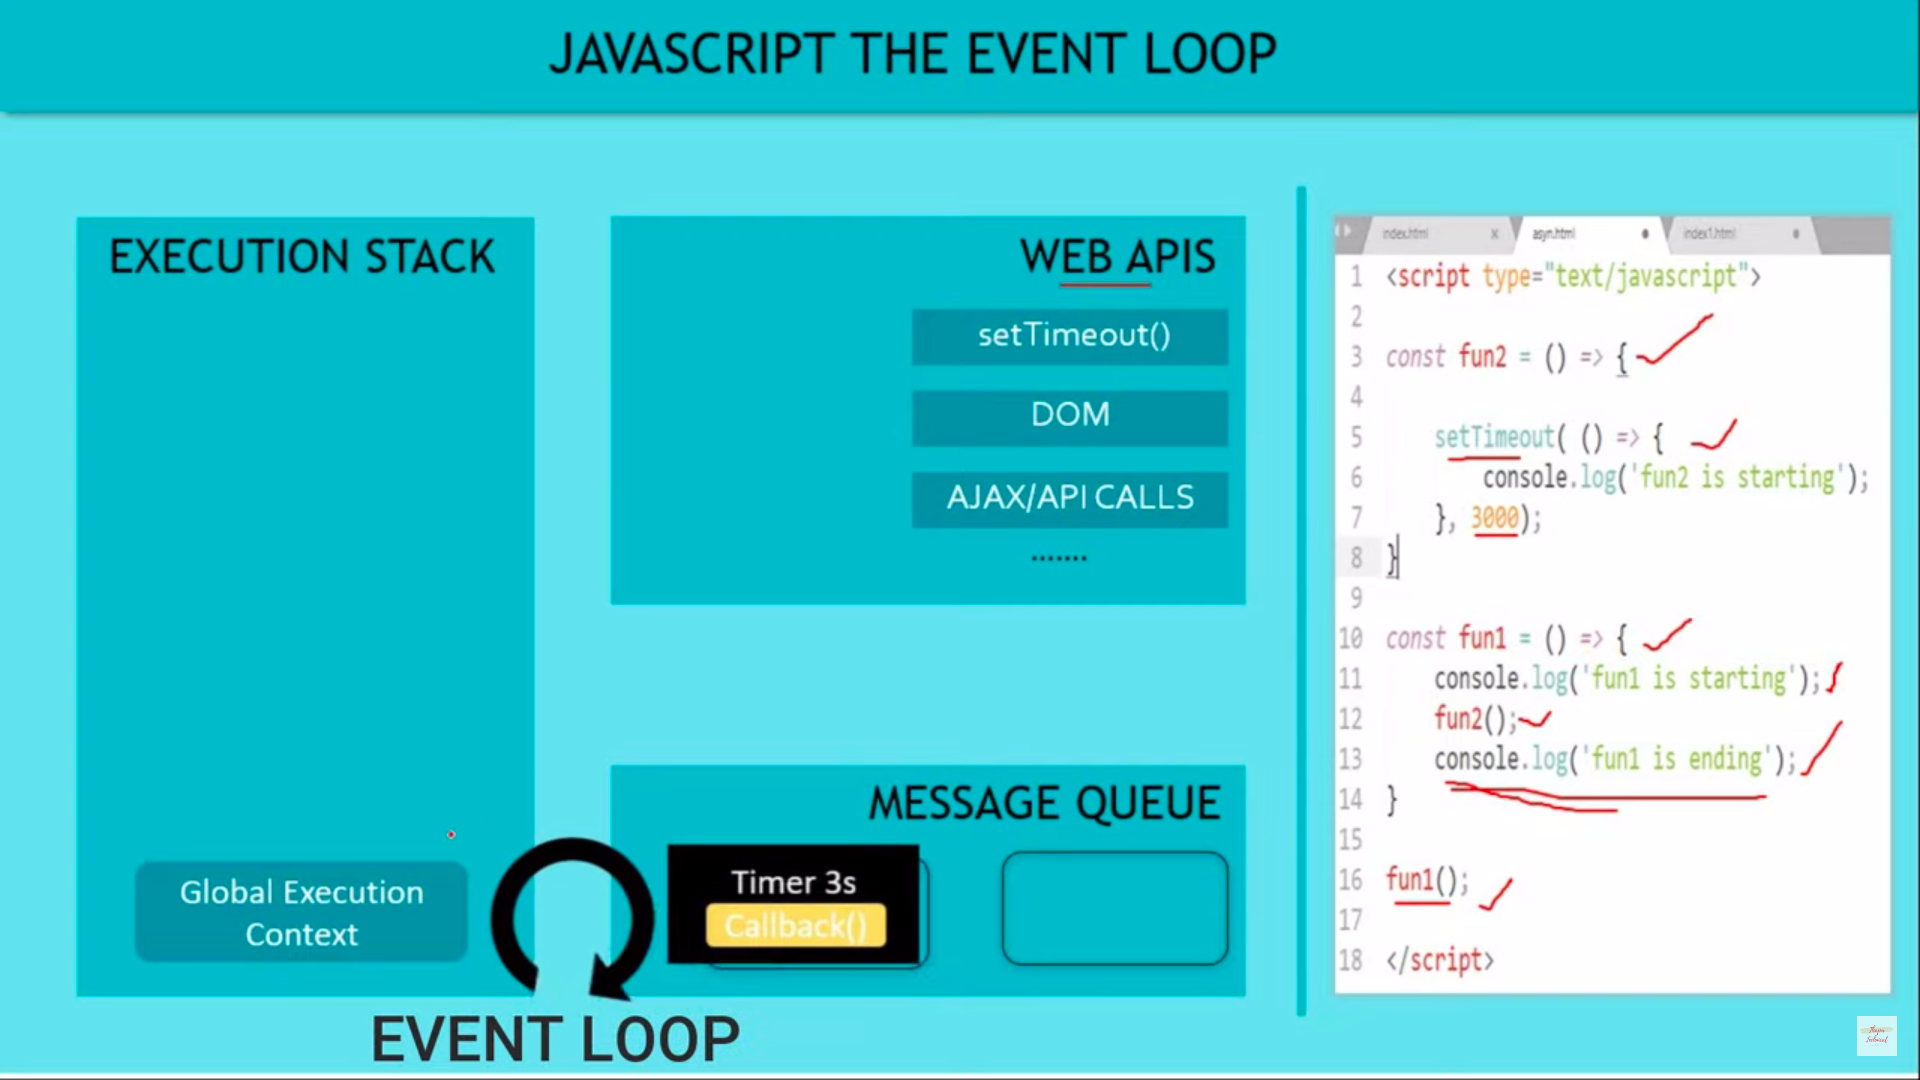 JAVASCRIPT THE EVENT LOOP
EXECUTION STACK
Global Execution
Context
EVENT LOOP
WEB APIS
setTimeout()
DOM
AJAX/API CALLS
.......
MESSAGE QUEUE
Timer 3s
Callback()
index.html x asyn.html index1.html
1 <script type="text/javascript">
2
3 const fun2 = () => {
4
5 setTimeout( () => {
6 console.log('fun2 is starting');
7 }, 3000);
8 }
9
10 const fun1 = () => {
11 console.log('fun1 is starting');
12 fun2();
13 console.log('fun1 is ending');
14 }
15
16 fun1();
17
18 </script>